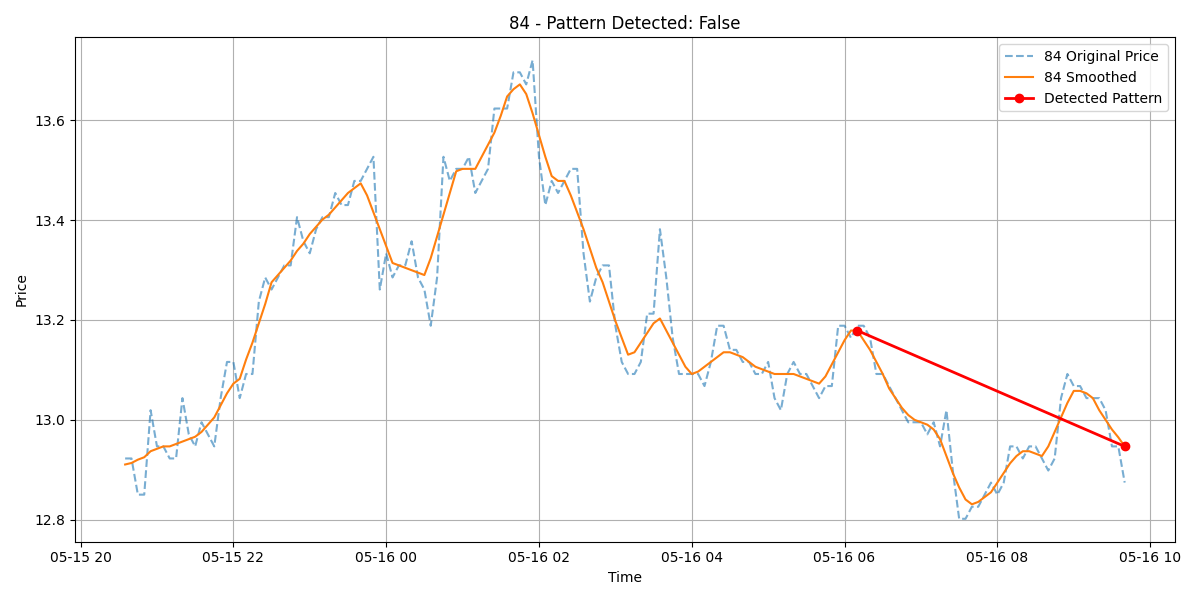 84 - Pattern Detected: False
84 Original Price
84 Smoothed
Detected Pattern
Price
13.6
13.4
13.2
13.0
12.8
05-15 20
05-15 22
05-16 00
05-16 02
05-16 04
05-16 06
05-16 08
05-16 10
Time